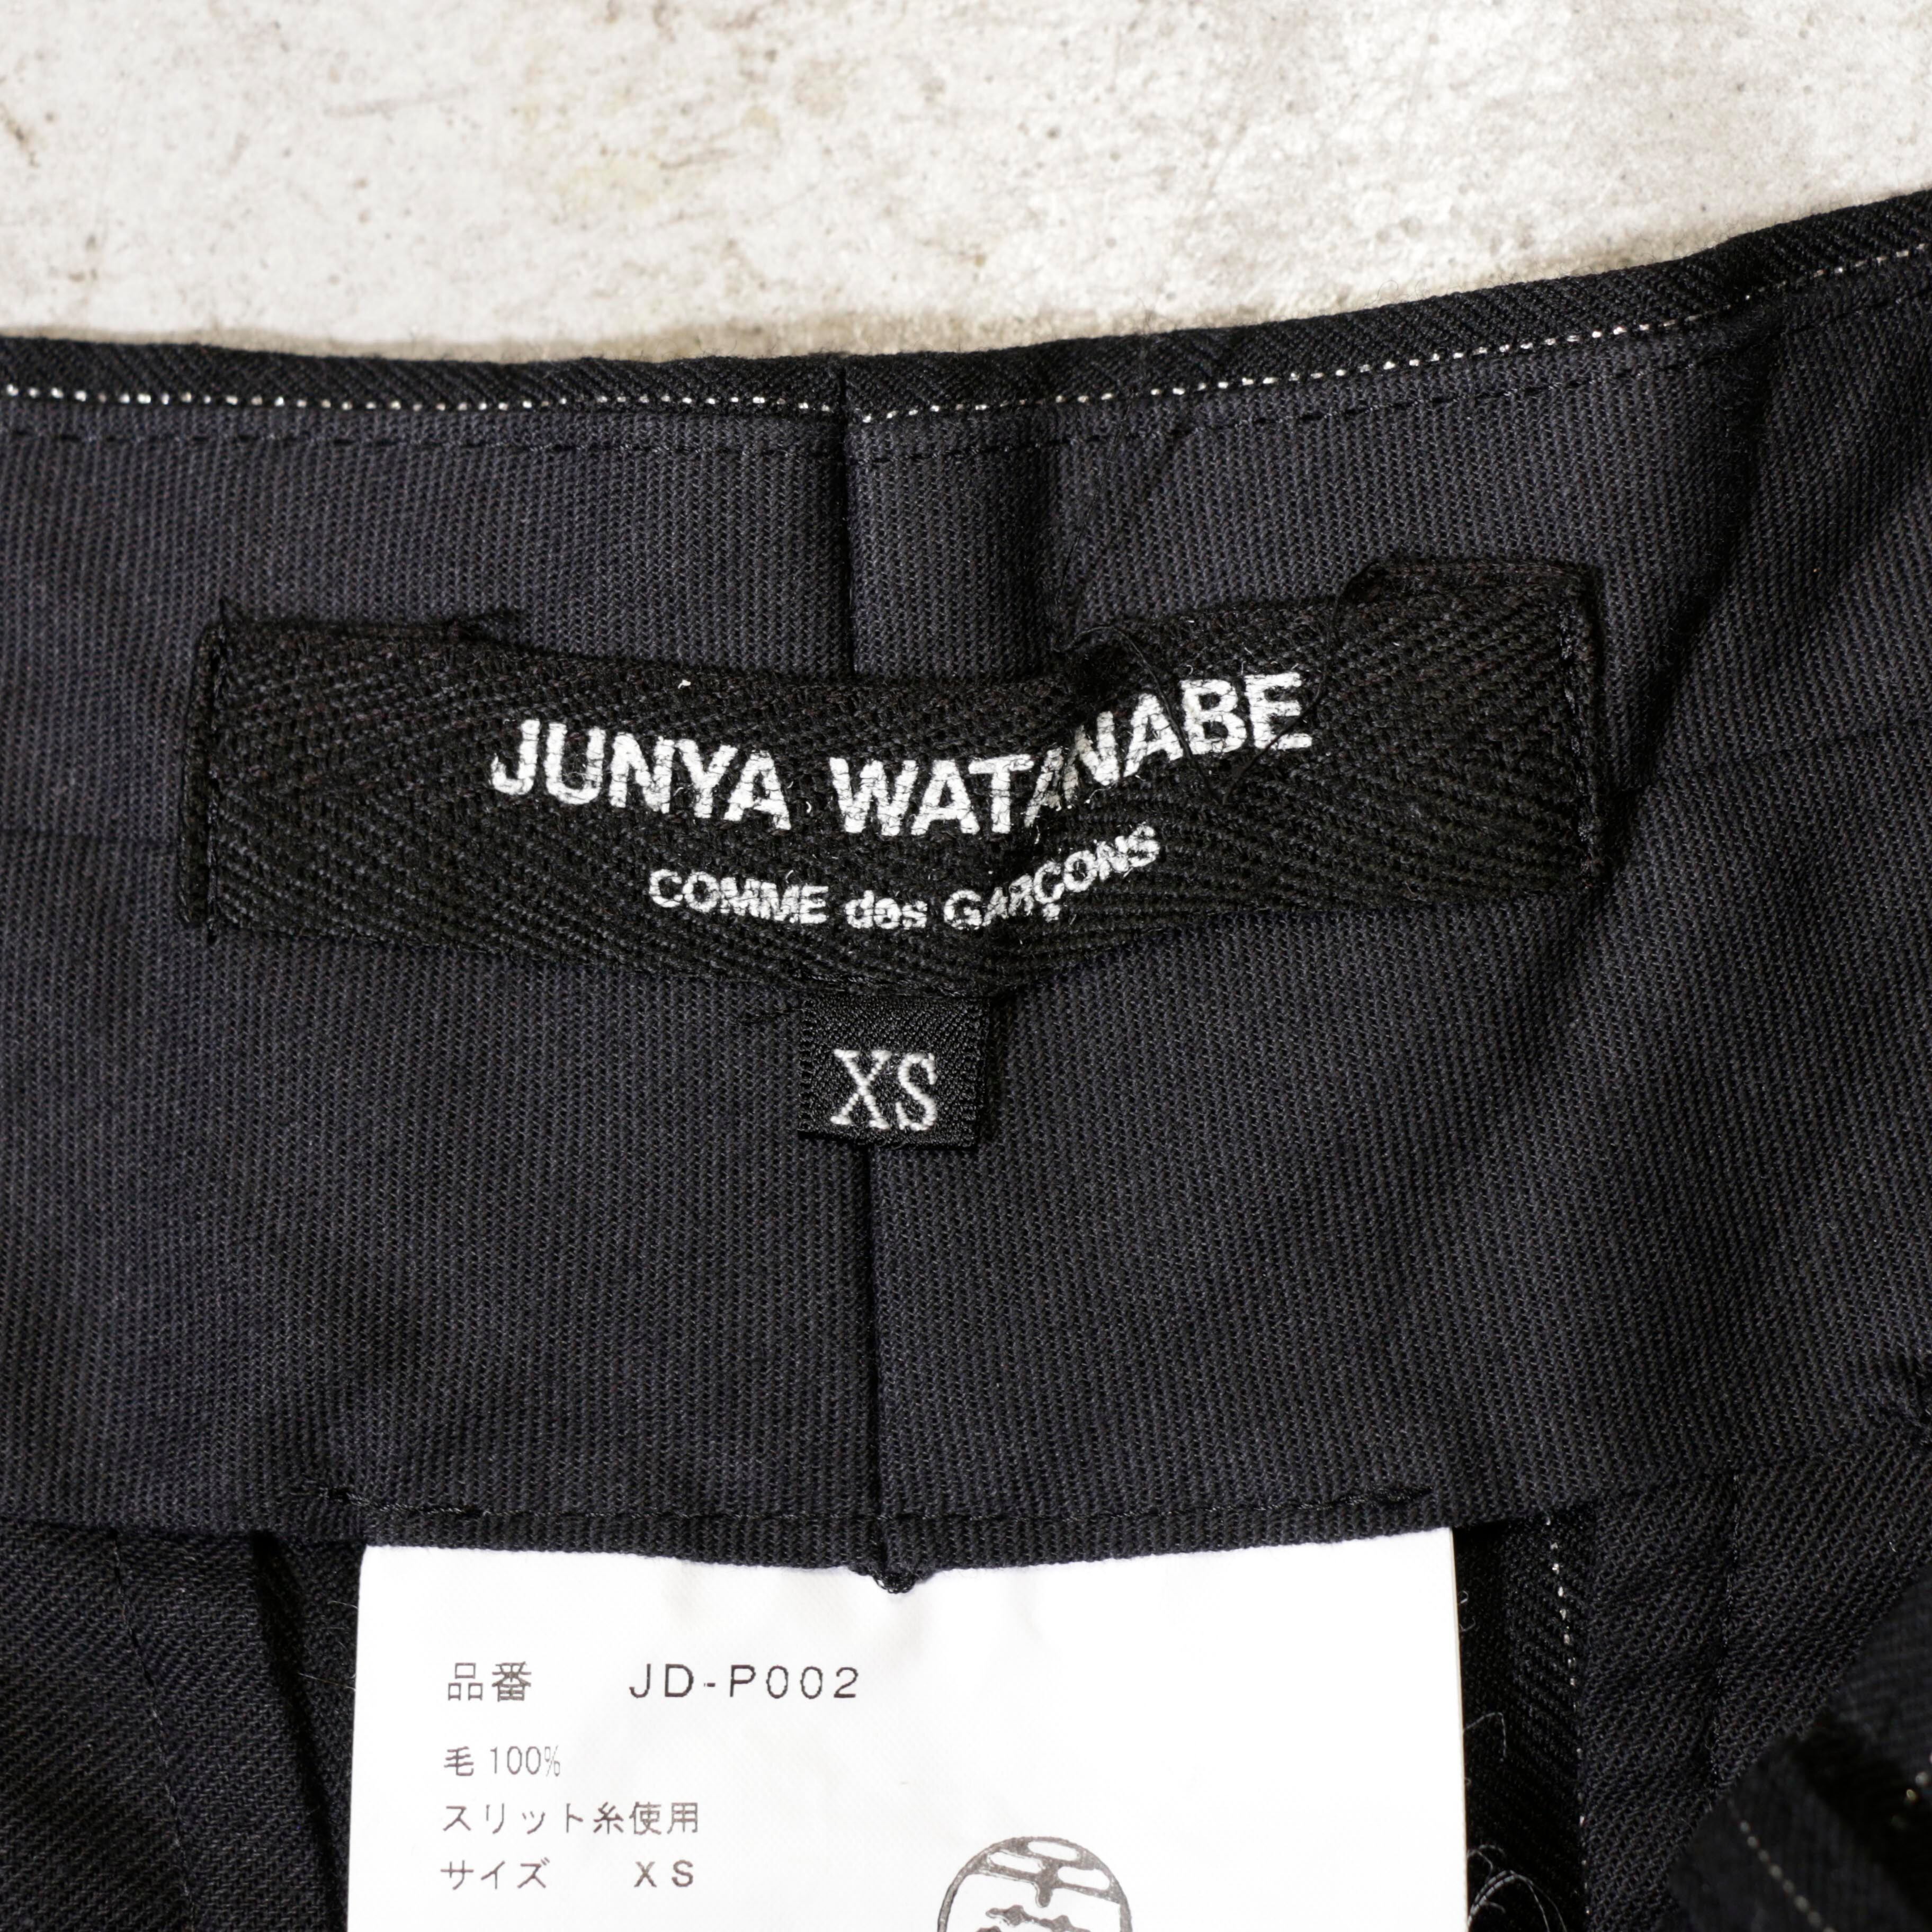 JUNYA WATANABE
COMME des GARÇONS
XS
品番 JD-P002
毛 100%
スリット糸使用
サイズ XS